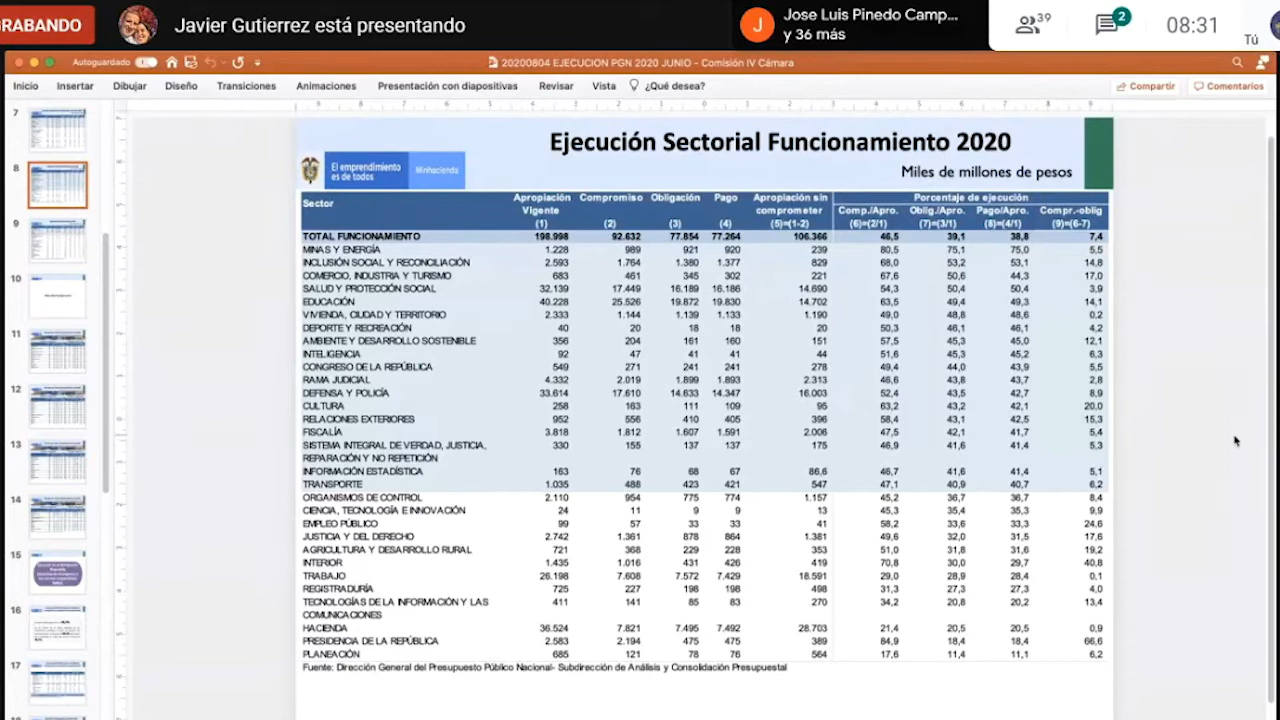 GRABANDO
Javier Gutierrez está presentando
J
Jose Luis Pinedo Camp...
y 36 más
39
2
08:31
Tú
Autoguardado
20200804 EJECUCION PGN 2020 JUNIO - Comisión IV Cámara
Inicio Insertar Dibujar Diseño Transiciones Animaciones Presentación con diapositivas Revisar Vista ¿Qué desea? Compartir Comentarios
7
8
9
10
11
12
13
14
15
16
17
Ejecución Sectorial Funcionamiento 2020
El emprendimiento
es de todos
Minhacienda
Miles de millones de pesos
Sector Apropiación Vigente (1) Compromiso (2) Obligación (3) Pago (4) Apropiación sin comprometer (5)=(1-2) Porcentaje de ejecución
Comp./Apro. (6)=(2/1) Oblig./Apro. (7)=(3/1) Pago/Apro. (8)=(4/1) Compr.-oblig (9)=(6-7)
TOTAL FUNCIONAMIENTO 198.998 92.632 77.854 77.264 106.366 46,5 39,1 38,8 7,4
MINAS Y ENERGÍA 1.228 989 921 920 239 80,5 75,1 75,0 5,5
INCLUSIÓN SOCIAL Y RECONCILIACIÓN 2.593 1.764 1.380 1.377 829 68,0 53,2 53,1 14,8
COMERCIO, INDUSTRIA Y TURISMO 683 461 345 302 221 67,6 50,6 44,3 17,0
SALUD Y PROTECCIÓN SOCIAL 32.139 17.449 16.189 16.186 14.690 54,3 50,4 50,4 3,9
EDUCACIÓN 40.228 25.526 19.872 19.830 14.702 63,5 49,4 49,3 14,1
VIVIENDA, CIUDAD Y TERRITORIO 2.333 1.144 1.139 1.133 1.190 49,0 48,8 48,6 0,2
DEPORTE Y RECREACIÓN 40 20 18 18 20 50,3 46,1 46,1 4,2
AMBIENTE Y DESARROLLO SOSTENIBLE 356 204 161 160 151 57,5 45,3 45,0 12,1
INTELIGENCIA 92 47 41 41 44 51,6 45,3 45,2 6,3
CONGRESO DE LA REPÚBLICA 549 271 241 241 278 49,4 44,0 43,9 5,5
RAMA JUDICIAL 4.332 2.019 1.899 1.893 2.313 46,6 43,8 43,7 2,8
DEFENSA Y POLICÍA 33.614 17.610 14.633 14.347 16.003 52,4 43,5 42,7 8,9
CULTURA 258 163 111 109 95 63,2 43,2 42,1 20,0
RELACIONES EXTERIORES 952 556 410 405 396 58,4 43,1 42,5 15,3
FISCALÍA 3.818 1.812 1.607 1.591 2.006 47,5 42,1 41,7 5,4
SISTEMA INTEGRAL DE VERDAD, JUSTICIA, 330 155 137 137 175 46,9 41,6 41,4 5,3
REPARACIÓN Y NO REPETICIÓN
INFORMACIÓN ESTADÍSTICA 163 76 68 67 86,6 46,7 41,6 41,4 5,1
TRANSPORTE 1.035 488 423 421 547 47,1 40,9 40,7 6,2
ORGANISMOS DE CONTROL 2.110 954 775 774 1.157 45,2 36,7 36,7 8,4
CIENCIA, TECNOLOGÍA E INNOVACIÓN 24 11 9 9 13 45,3 35,4 35,3 9,9
EMPLEO PÚBLICO 99 57 33 33 41 58,2 33,6 33,3 24,6
JUSTICIA Y DEL DERECHO 2.742 1.361 878 864 1.381 49,6 32,0 31,5 17,6
AGRICULTURA Y DESARROLLO RURAL 721 368 229 228 353 51,0 31,8 31,6 19,2
INTERIOR 1.435 1.016 431 426 419 70,8 30,0 29,7 40,8
TRABAJO 26.198 7.608 7.572 7.429 18.591 29,0 28,9 28,4 0,1
REGISTRADURÍA 725 227 198 198 498 31,3 27,3 27,3 4,0
TECNOLOGÍAS DE LA INFORMACIÓN Y LAS 411 141 85 83 270 34,2 20,8 20,2 13,4
COMUNICACIONES
HACIENDA 36.524 7.821 7.495 7.492 28.703 21,4 20,5 20,5 0,9
PRESIDENCIA DE LA REPÚBLICA 2.583 2.194 475 475 389 84,9 18,4 18,4 66,6
PLANEACIÓN 685 121 78 76 564 17,6 11,4 11,1 6,2
Fuente: Dirección General del Presupuesto Público Nacional- Subdirección de Análisis y Consolidación Presupuestal